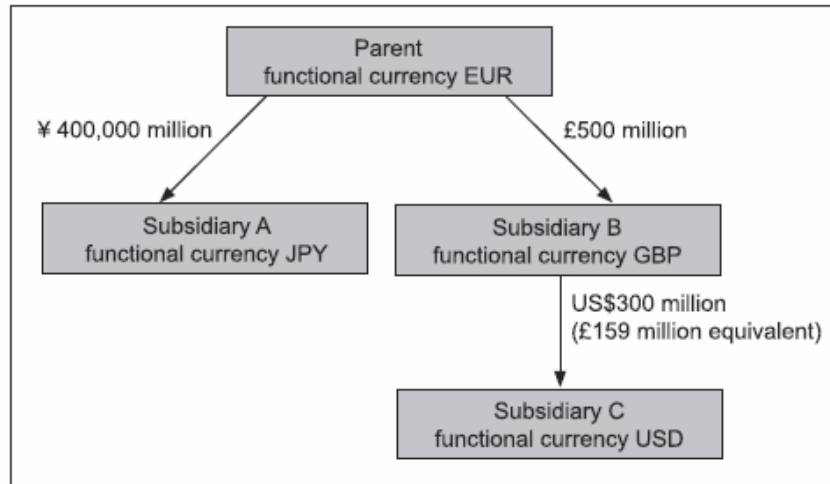 Parent
functional currency EUR
¥ 400,000 million
£500 million
Subsidiary A
functional currency JPY
Subsidiary B
functional currency GBP
US$300 million
(£159 million equivalent)
Subsidiary C
functional currency USD